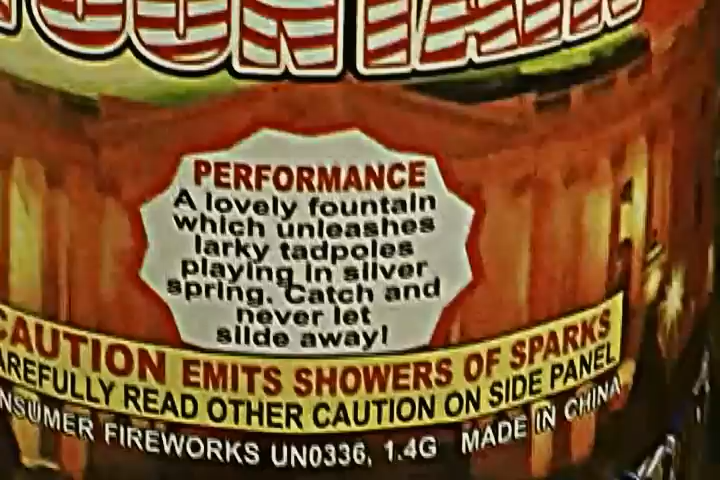 FOUNTAIN
PERFORMANCE
A lovely fountain
which unleashes
larky tadpoles
playing in silver
spring. Catch and
never let
slide away!
CAUTION EMITS SHOWERS OF SPARKS
CAREFULLY READ OTHER CAUTION ON SIDE PANEL
CONSUMER FIREWORKS UN0336, 1.4G MADE IN CHINA